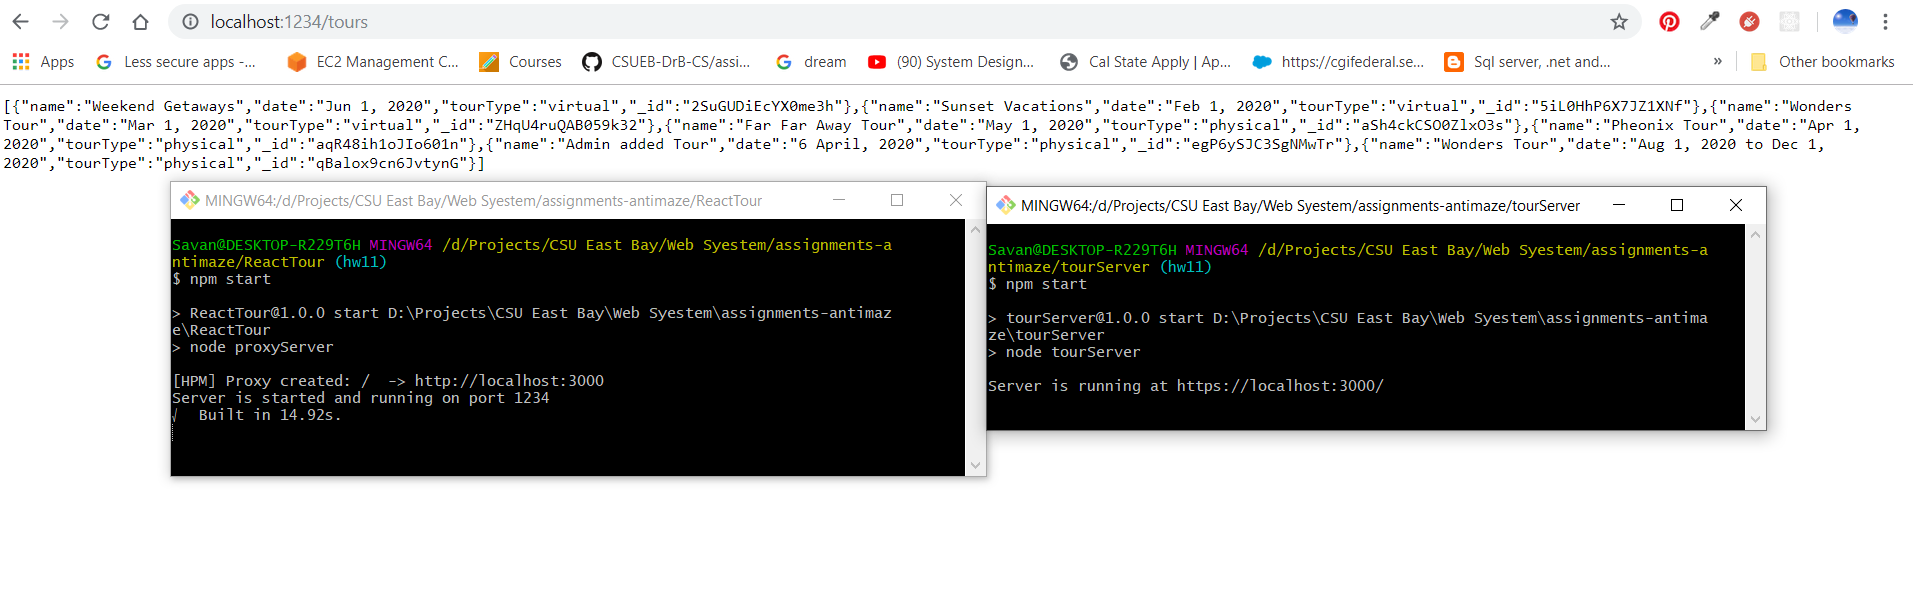 localhost:1234/tours
Apps Less secure apps -... EC2 Management C... Courses CSUEB-DrB-CS/assi... dream (90) System Design... Cal State Apply | Ap... https://cgifederal.se... Sql server, .net and... » Other bookmarks
[{"name":"Weekend Getaways","date":"Jun 1, 2020","tourType":"virtual","_id":"2SuGUDiEcYX0me3h"},{"name":"Sunset Vacations","date":"Feb 1, 2020","tourType":"virtual","_id":"5iL0HhP6X7JZ1XNf"},{"name":"Wonders
Tour","date":"Mar 1, 2020","tourType":"virtual","_id":"ZHqU4ruQAB059k32"},{"name":"Far Far Away Tour","date":"May 1, 2020","tourType":"physical","_id":"aSh4ckCSO0ZlxO3s"},{"name":"Pheonix Tour","date":"Apr 1,
2020","tourType":"physical","_id":"aqR48ih1oJIo601n"},{"name":"Admin added Tour","date":"6 April, 2020","tourType":"physical","_id":"egP6ySJC3SgNMwTr"},{"name":"Wonders Tour","date":"Aug 1, 2020 to Dec 1,
2020","tourType":"physical","_id":"qBalox9cn6JvtynG"}]
MINGW64:/d/Projects/CSU East Bay/Web Syestem/assignments-antimaze/ReactTour
Savan@DESKTOP-R229T6H MINGW64 /d/Projects/CSU East Bay/Web Syestem/assignments-a
ntimaze/ReactTour (hw11)
$ npm start
> ReactTour@1.0.0 start D:\Projects\CSU East Bay\Web Syestem\assignments-antimaz
e\ReactTour
> node proxyServer
[HPM] Proxy created: /  -> http://localhost:3000
Server is started and running on port 1234
√  Built in 14.92s.
MINGW64:/d/Projects/CSU East Bay/Web Syestem/assignments-antimaze/tourServer
Savan@DESKTOP-R229T6H MINGW64 /d/Projects/CSU East Bay/Web Syestem/assignments-a
ntimaze/tourServer (hw11)
$ npm start
> tourServer@1.0.0 start D:\Projects\CSU East Bay\Web Syestem\assignments-antima
ze\tourServer
> node tourServer
Server is running at https://localhost:3000/